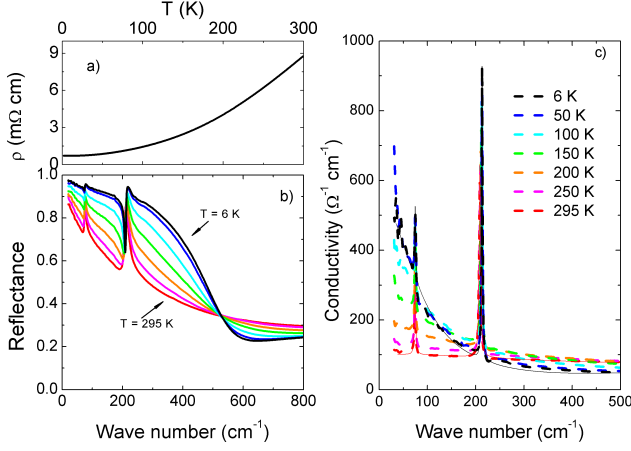 T (K)
0 100 200 300
9
6
3
0
ρ (mΩ cm)
a)
1.0
0.8
0.6
0.4
0.2
0.0
Reflectance
b)
T = 6 K
T = 295 K
0 200 400 600 800
Wave number (cm⁻¹)
1000
800
600
400
200
0
Conductivity (Ω⁻¹ cm⁻¹)
c)
6 K
50 K
100 K
150 K
200 K
250 K
295 K
0 100 200 300 400 500
Wave number (cm⁻¹)